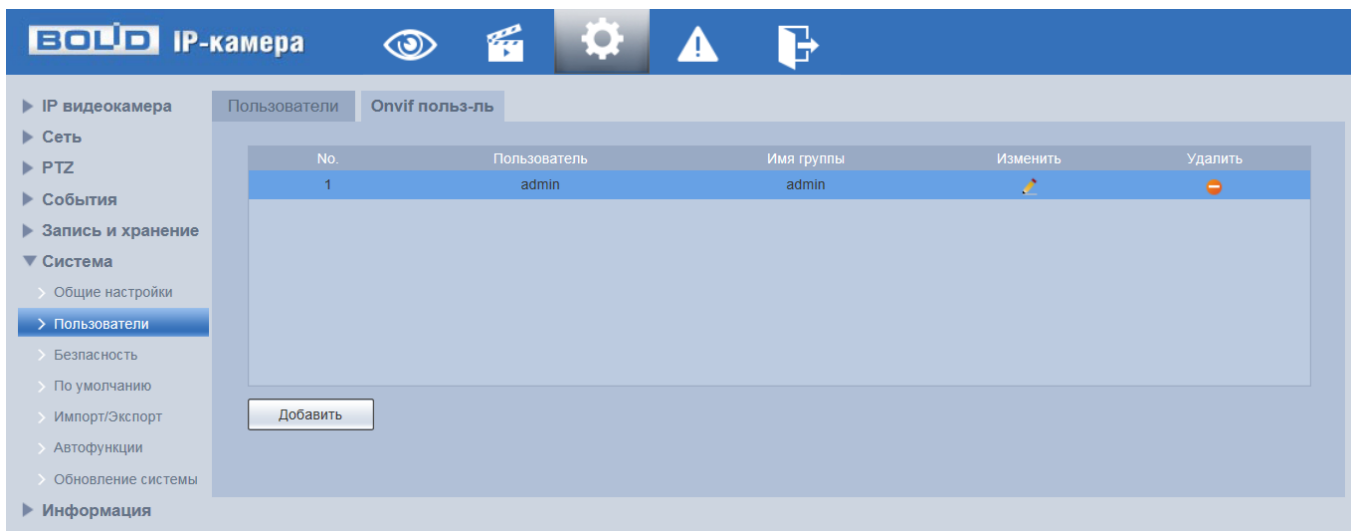 BOLID IP-камера
IP видеокамера
Сеть
PTZ
События
Запись и хранение
Система
Общие настройки
Пользователи
Безпасность
По умолчанию
Импорт/Экспорт
Автофункции
Обновление системы
Информация
Пользователи Onvif польз-ль
No. Пользователь Имя группы Изменить Удалить
1 admin admin
Добавить